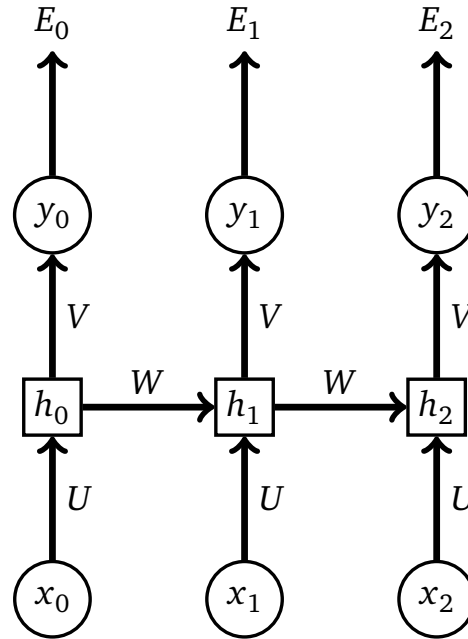 E₀ E₁ E₂
y₀ y₁ y₂
V V V
W W
h₀ h₁ h₂
U U U
x₀ x₁ x₂